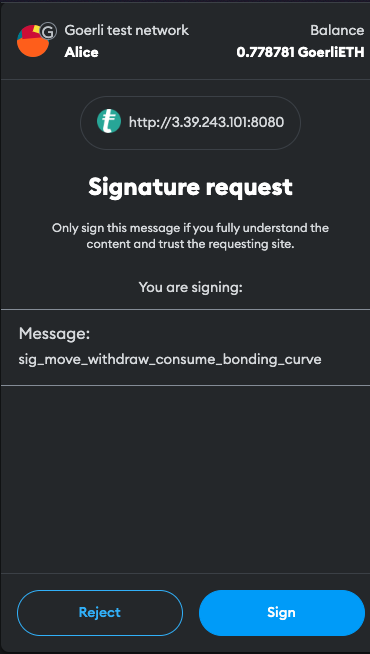 Goerli test network
Balance
Alice
0.778781 GoerliETH
G
http://3.39.243.101:8080
Signature request
Only sign this message if you fully understand the
content and trust the requesting site.
You are signing:
Message:
sig_move_withdraw_consume_bonding_curve
Reject
Sign